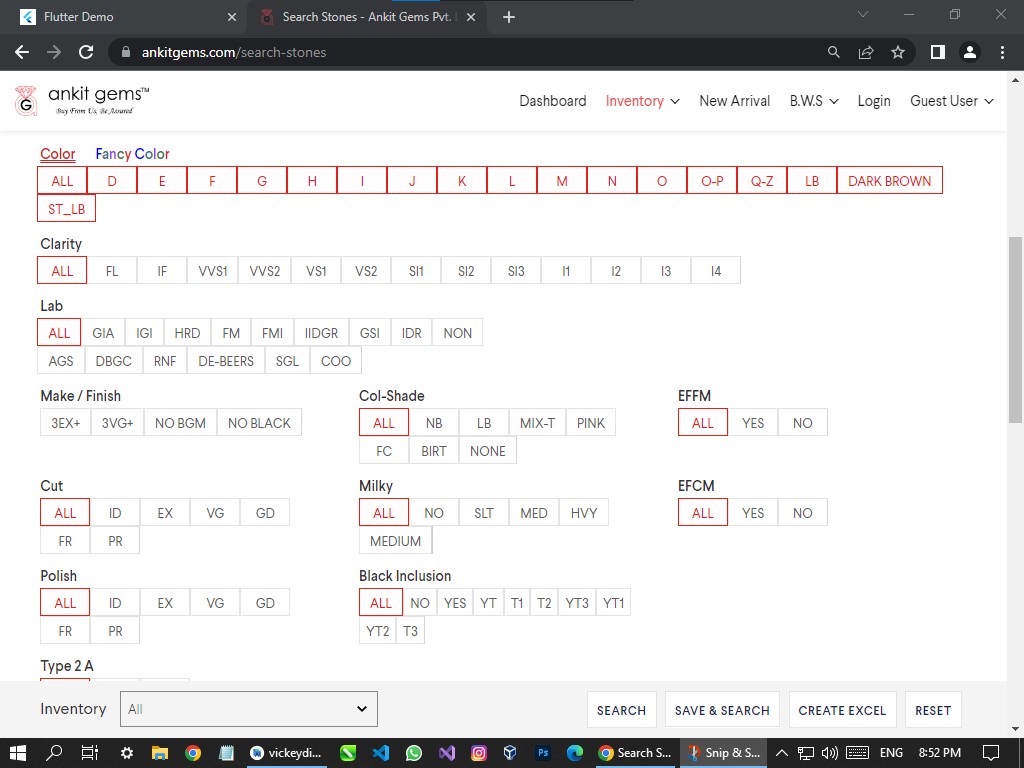 Flutter Demo
Search Stones - Ankit Gems Pvt.
ankitgems.com/search-stones
ankit gems™
Buy From Us, Be Assured
Dashboard Inventory New Arrival B.W.S Login Guest User
Color Fancy Color
ALL D E F G H I J K L M N O O-P Q-Z LB DARK BROWN
ST_LB
Clarity
ALL FL IF VVS1 VVS2 VS1 VS2 SI1 SI2 SI3 I1 I2 I3 I4
Lab
ALL GIA IGI HRD FM FMI IIDGR GSI IDR NON
AGS DBGC RNF DE-BEERS SGL COO
Make / Finish Col-Shade EFFM
3EX+ 3VG+ NO BGM NO BLACK ALL NB LB MIX-T PINK ALL YES NO
FC BIRT NONE
Cut Milky EFCM
ALL ID EX VG GD ALL NO SLT MED HVY ALL YES NO
FR PR MEDIUM
Polish Black Inclusion
ALL ID EX VG GD ALL NO YES YT T1 T2 YT3 YT1
FR PR YT2 T3
Type 2 A
Inventory All SEARCH SAVE & SEARCH CREATE EXCEL RESET
vickeydi... Search S... Snip & S... ENG 8:52 PM